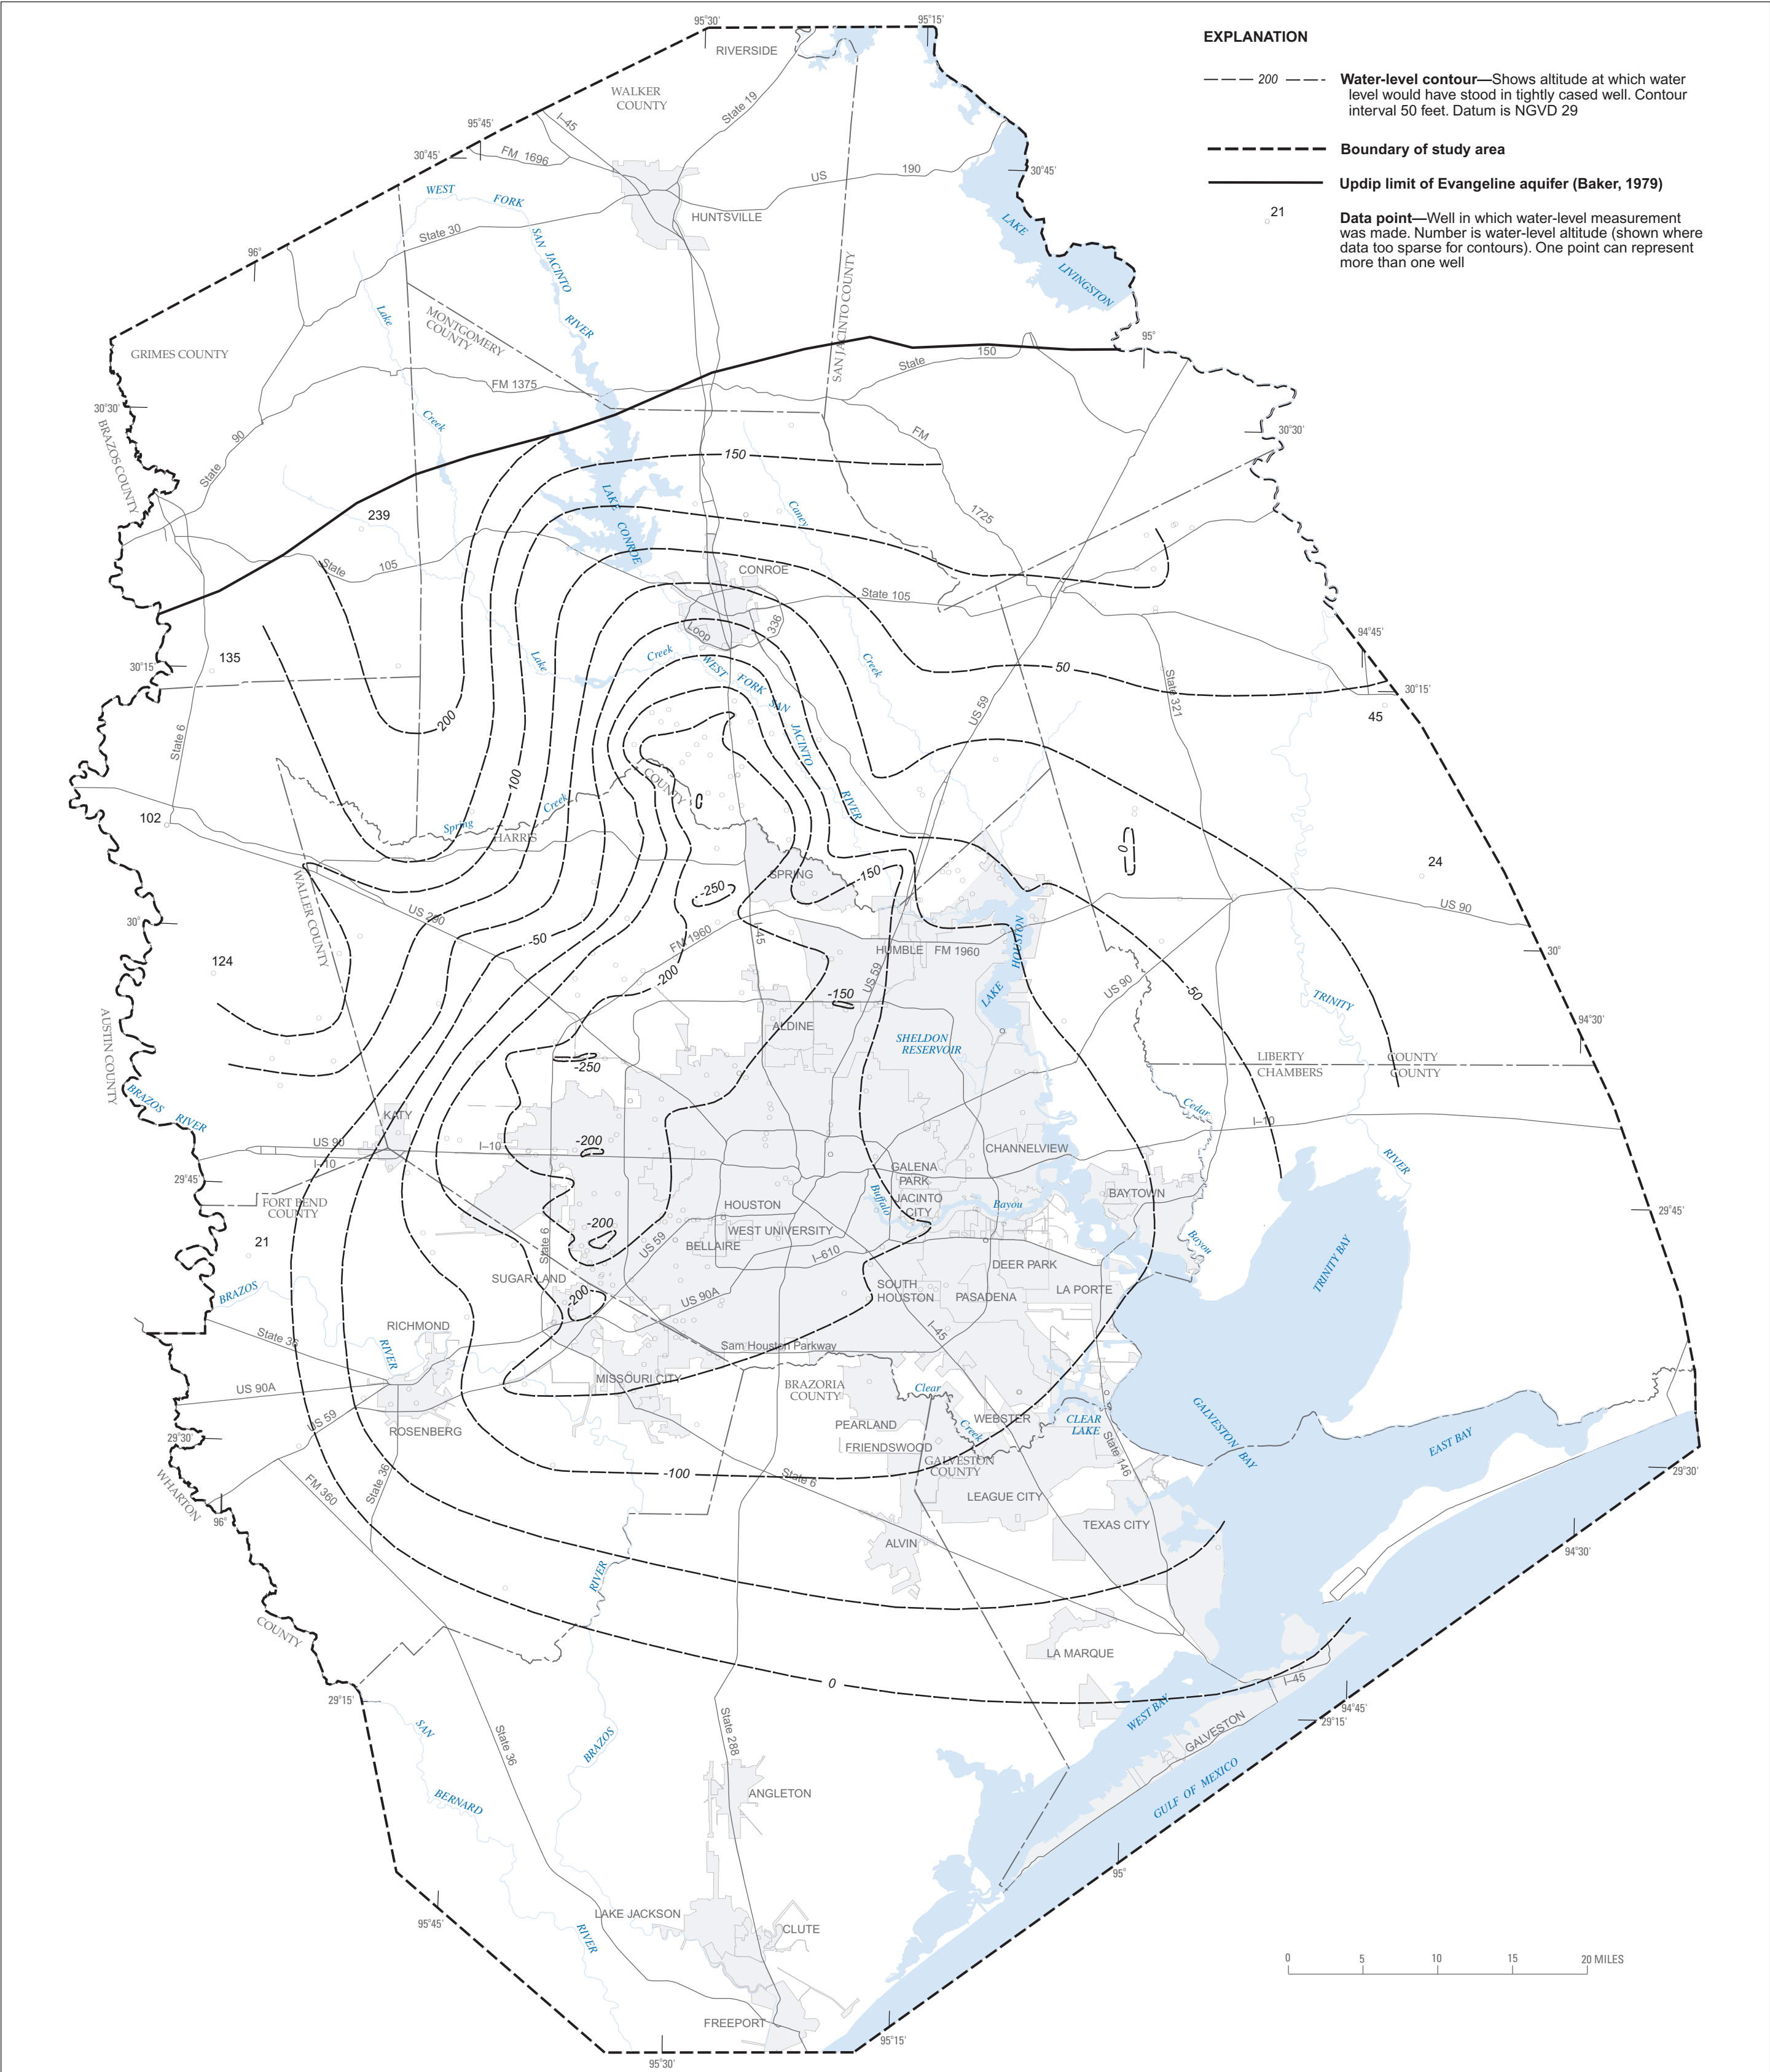 95°30'
95°15'
EXPLANATION
200
Water-level contour—Shows altitude at which water
level would have stood in tightly cased well. Contour
interval 50 feet. Datum is NGVD 29
Boundary of study area
Updip limit of Evangeline aquifer (Baker, 1979)
21
Data point—Well in which water-level measurement
was made. Number is water-level altitude (shown where
data too sparse for contours). One point can represent
more than one well
RIVERSIDE
WALKER
COUNTY
State 19
I–45
95°45'
30°45'
FM 1696
US
190
30°45'
WEST
FORK
SAN JACINTO
RIVER
HUNTSVILLE
State 30
LAKE
LIVINGSTON
96°
SAN JACINTO COUNTY
Lake
MONTGOMERY
COUNTY
GRIMES COUNTY
95°
State
150
FM 1375
30°30'
BRAZOS COUNTY
Creek
State
90
FM
30°30'
150
LAKE
CONROE
Caney
1725
239
State
105
CONROE
State 105
Loop
336
94°45'
135
30°15'
Lake
Creek
WEST
FORK
SAN
JACINTO
RIVER
Creek
50
State 321
30°15'
45
200
State 6
US 59
100
COUNTY
102
Spring
Creek
HARRIS
0
24
SPRING
-150
WALLER COUNTY
-250
US 290
US 90
30°
-50
FM 1960
I–45
HUMBLE
FM 1960
LAKE
HOUSTON
30°
124
-200
US 59
US 90
-50
-150
TRINITY
AUSTIN COUNTY
ALDINE
SHELDON
RESERVOIR
94°30'
-250
LIBERTY
COUNTY
CHAMBERS
COUNTY
BRAZOS
RIVER
KATY
Cedar
US 90
I–10
I–10
-200
I–10
CHANNELVIEW
RIVER
29°45'
GALENA
PARK
FORT BEND
COUNTY
HOUSTON
Buffalo
JACINTO
CITY
Bayou
BAYTOWN
29°45'
21
-200
WEST UNIVERSITY
BELLAIRE
US 59
I–610
Bayou
State 6
DEER PARK
TRINITY BAY
SUGAR LAND
BRAZOS
-200
US 90A
SOUTH
HOUSTON
PASADENA
LA PORTE
RICHMOND
State 36
RIVER
I–45
Sam Houston Parkway
MISSOURI CITY
BRAZORIA
COUNTY
Clear
US 90A
US 59
PEARLAND
Creek
WEBSTER
CLEAR
LAKE
GALVESTON BAY
EAST BAY
29°30'
ROSENBERG
FRIENDSWOOD
GALVESTON
COUNTY
State 146
29°30'
-100
State 6
WHARTON
FM 360
State 36
LEAGUE CITY
96°
TEXAS CITY
ALVIN
94°30'
RIVER
COUNTY
LA MARQUE
0
I–45
29°15'
WEST BAY
94°45'
29°15'
SAN
BRAZOS
State 36
State 288
GALVESTON
GULF OF MEXICO
BERNARD
ANGLETON
95°
95°45'
LAKE JACKSON
CLUTE
RIVER
0
5
10
15
20 MILES
FREEPORT
95°15'
95°30'